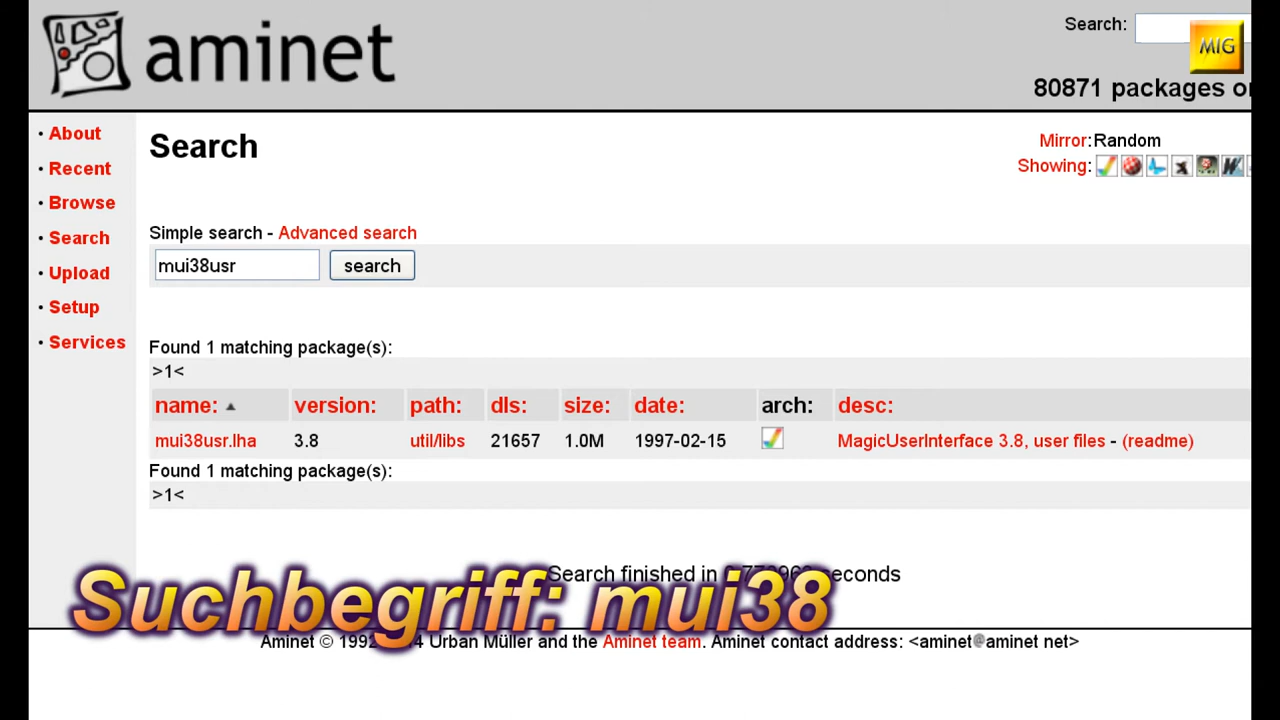 aminet
Search:
MIG
80871 packages
• About
• Recent
• Browse
• Search
• Upload
• Setup
• Services
Search
Mirror:Random
Showing:
Simple search - Advanced search
mui38usr
search
Found 1 matching package(s):
>1<
name: version: path: dls: size: date: arch: desc:
mui38usr.lha 3.8 util/libs 21657 1.0M 1997-02-15 MagicUserInterface 3.8, user files - (readme)
Found 1 matching package(s):
>1<
Search finished in seconds
Suchbegriff: mui38
Aminet © 1992 Urban Müller and the Aminet team. Aminet contact address: <aminet@aminet net>